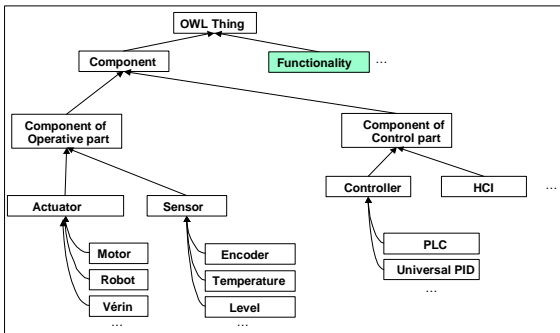 OWL Thing
Component
Functionality
...
Component of
Operative part
Component of
Control part
Actuator
Sensor
Controller
HCI
...
Motor
Robot
Vérin
...
Encoder
Temperature
Level
...
PLC
Universal PID
...